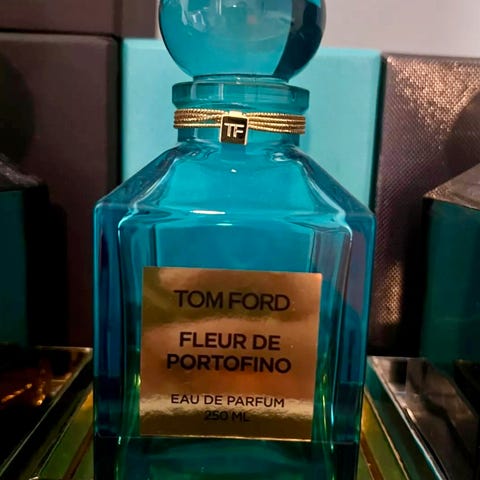 TF
TOM FORD
FLEUR DE
PORTOFINO
EAU DE PARFUM
250 ML